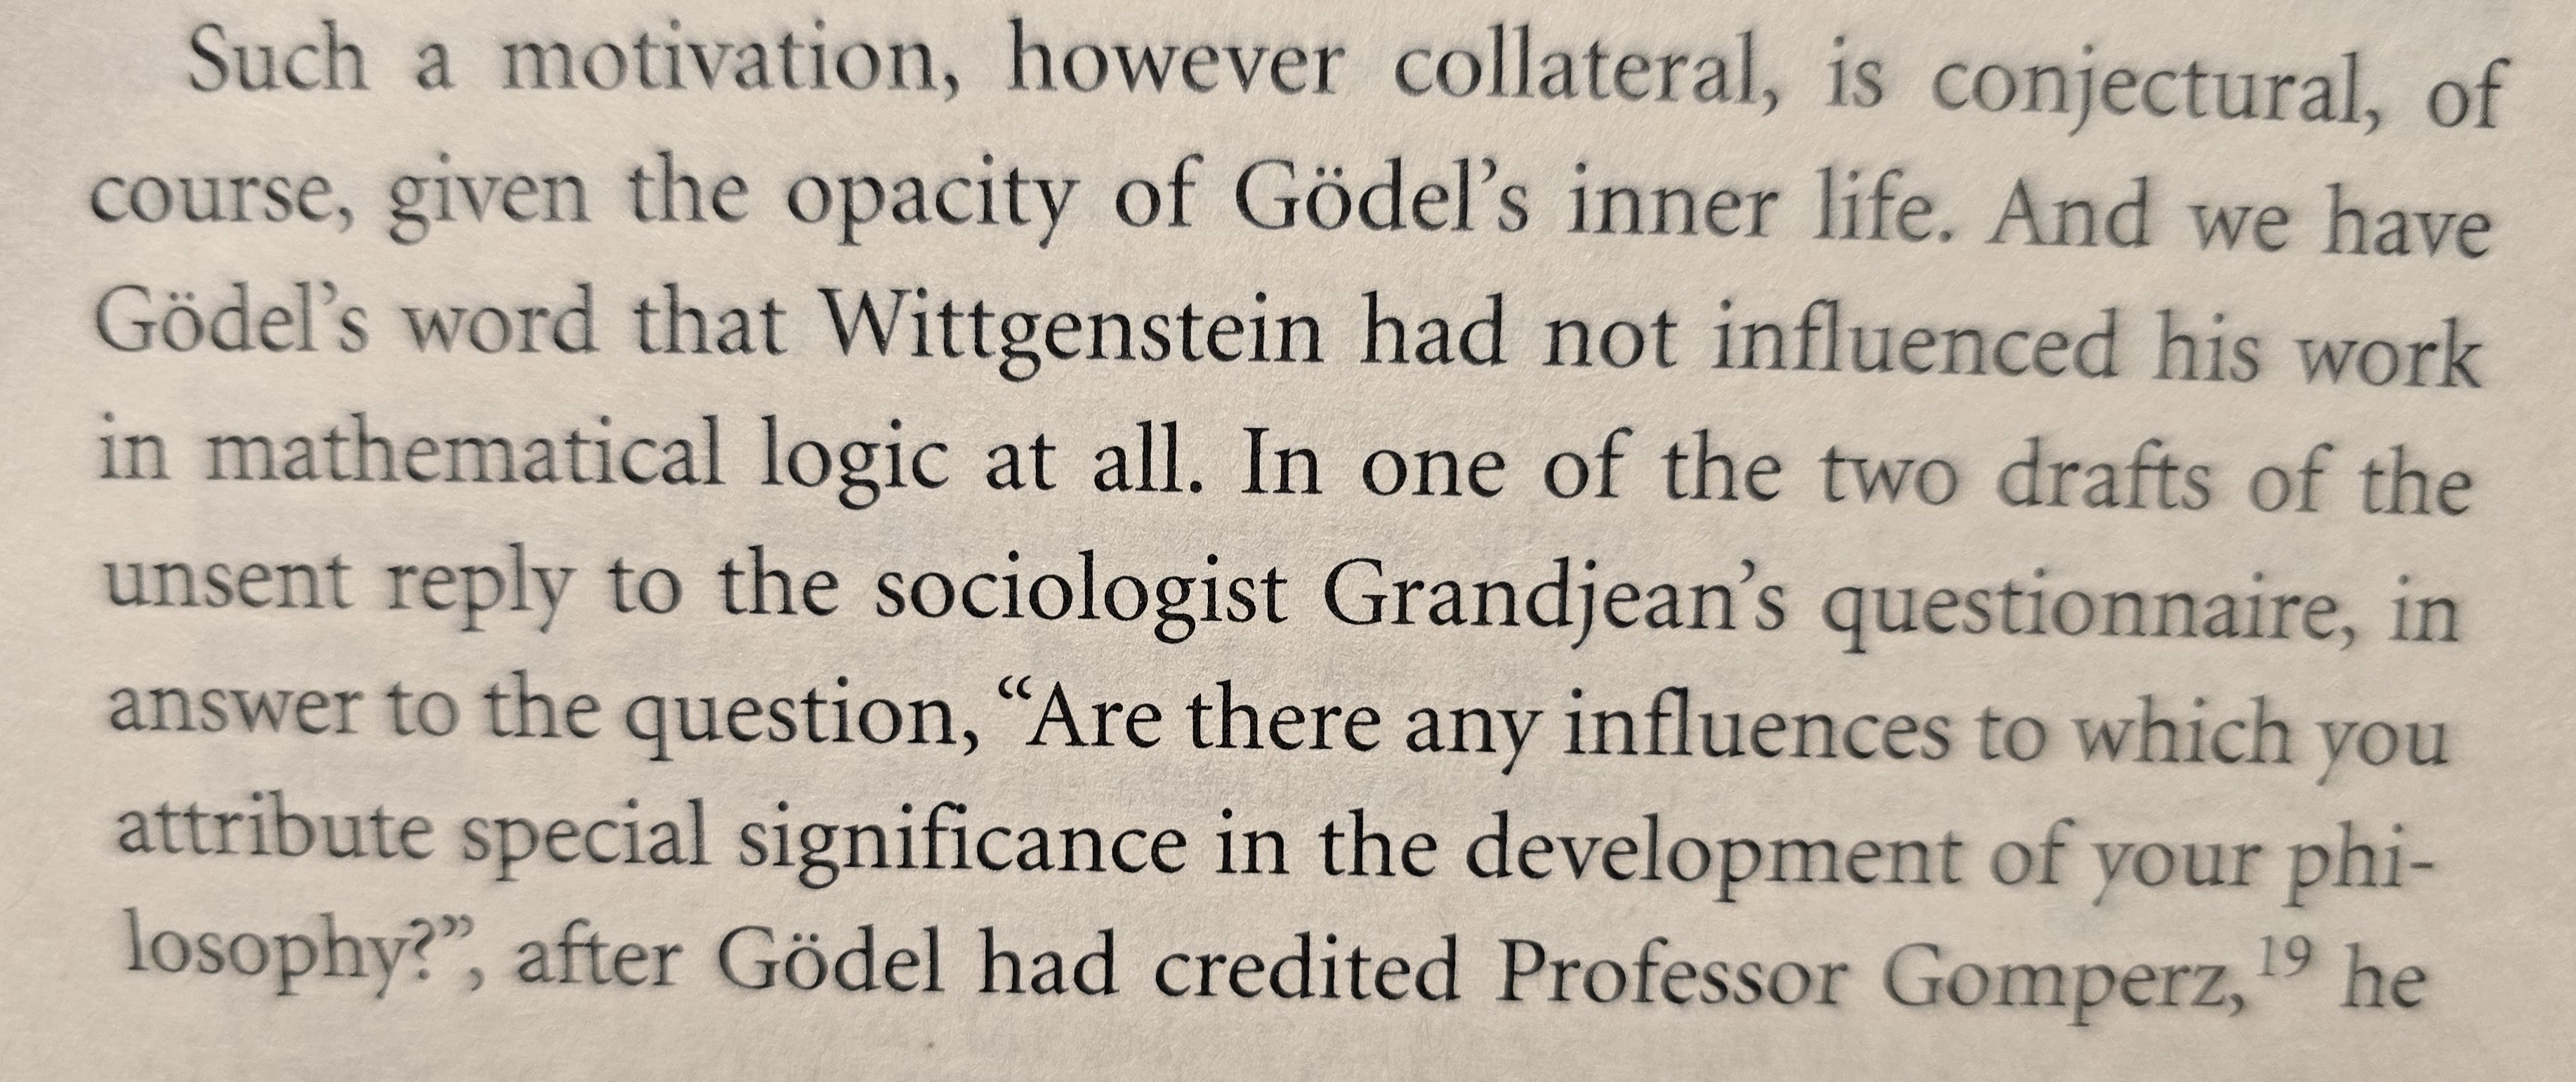 Such a motivation, however collateral, is conjectural, of
course, given the opacity of Gödel’s inner life. And we have
Gödel’s word that Wittgenstein had not influenced his work
in mathematical logic at all. In one of the two drafts of the
unsent reply to the sociologist Grandjean’s questionnaire, in
answer to the question, “Are there any influences to which you
attribute special significance in the development of your phi-
losophy?”, after Gödel had credited Professor Gomperz,19 he